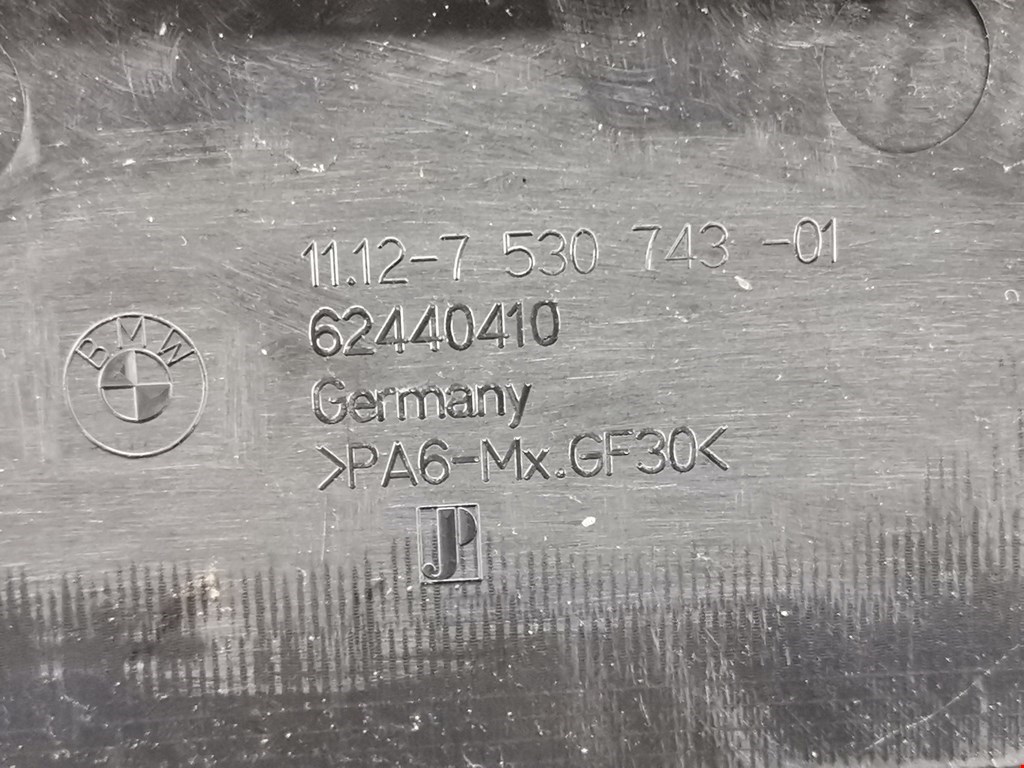 11.12-7 530 743 -01
BMW
62440410
Germany
>PA6-Mx.GF30<
JP